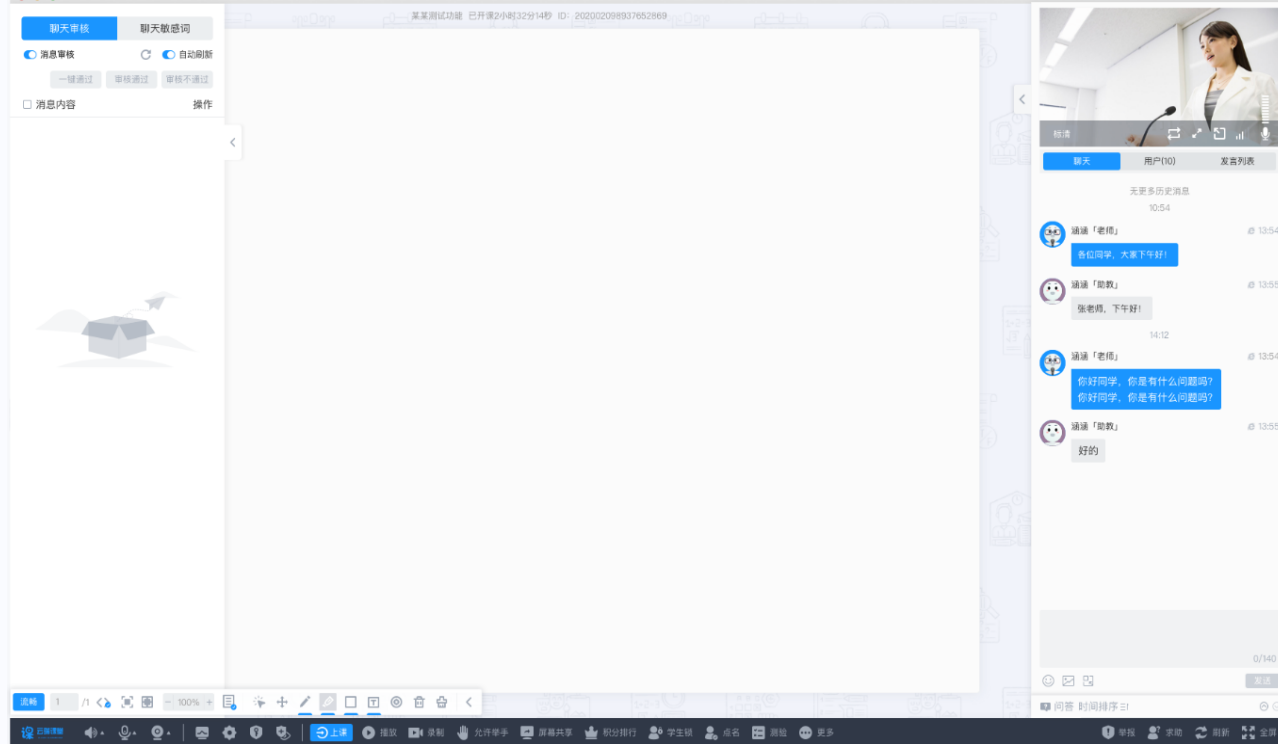 某某测试功能 已开课2小时32分14秒 ID: 202002098937652869
聊天审核 聊天敏感词
消息审核 自动刷新
一键通过 审核通过 审核不通过
消息内容 操作
标清
聊天 用户(10) 发言列表
无更多历史消息
10:54
涵涵「老师」 13:54
各位同学，大家下午好！
涵涵「助教」 13:55
张老师，下午好！
14:12
涵涵「老师」 13:54
你好同学，你是有什么问题吗？
你好同学，你是有什么问题吗？
涵涵「助教」 13:55
好的
0/140
发送
问答 时间排序
流畅 1 /1 - 100% +
上课 播放 录制 允许举手 屏幕共享 积分排行 学生锁 点名 测验 更多 举报 求助 刷新 全屏